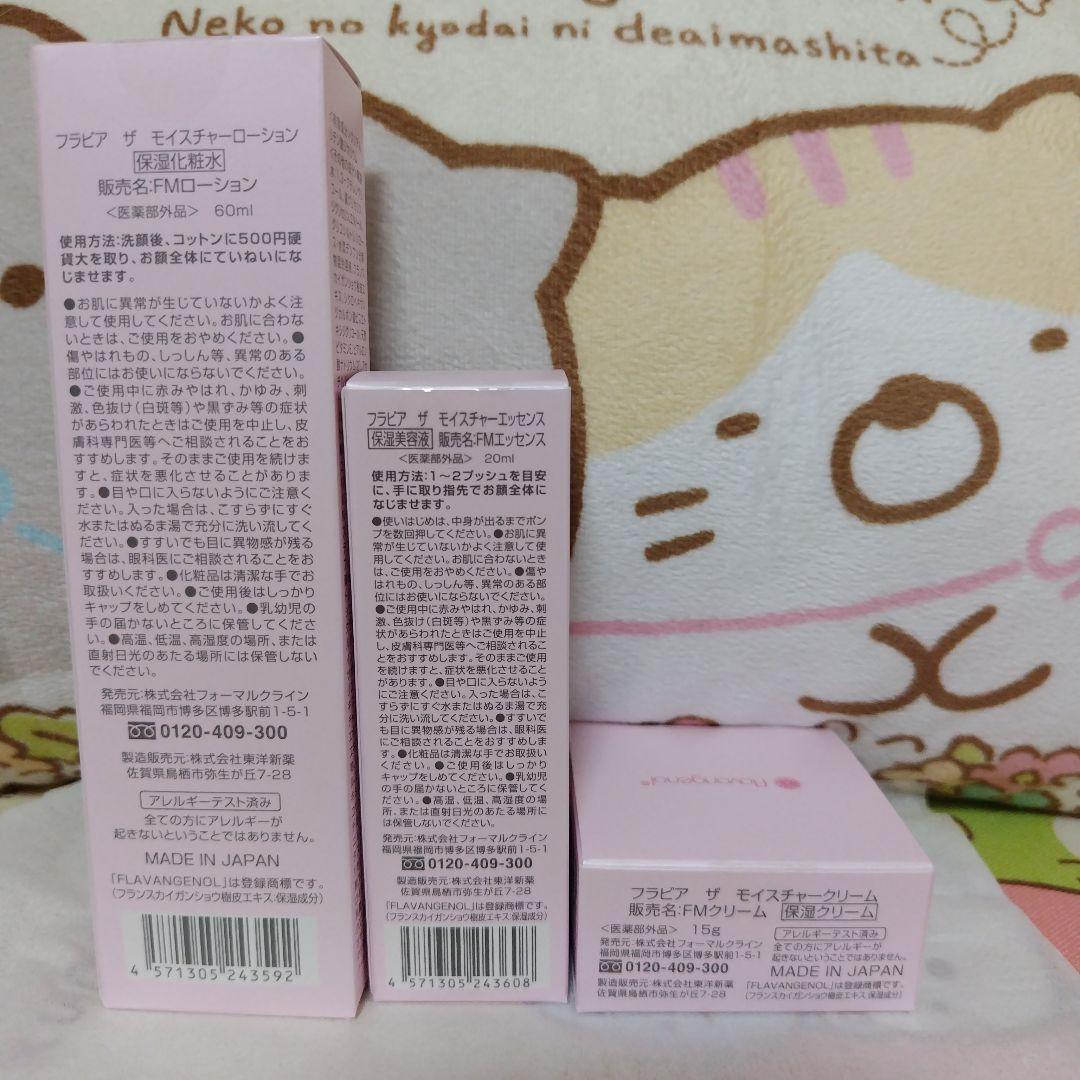 Neko no kyodai ni deaimashita
フラビア ザ モイスチャーローション
保湿化粧水
販売名:FMローション
<医薬部外品> 60ml
使用方法:洗顔後、コットンに500円硬
貨大を取り、お顔全体にていねいにな
じませます。
●お肌に異常が生じていないかよく注
意して使用してください。お肌に合わな
いときは、ご使用をおやめください。●
傷やはれもの、しっしん等、異常のある
部位にはお使いにならないでください。
●ご使用中に赤みやはれ、かゆみ、刺
激、色抜け(白斑等)や黒ずみ等の症状
があらわれたときはご使用を中止し、皮
膚科専門医等へご相談されることをお
すすめします。そのままご使用を続けま
すと、症状を悪化させることがありま
す。●目や口に入らないようにご注意く
ださい。入った場合は、こすらずにすぐ
水またはぬるま湯で充分に洗い流してく
ださい。●すすいでも目に異物感が残る
場合は、眼科医にご相談されることをお
すすめします。●化粧品は清潔な手でお
取扱いください。●ご使用後はしっかり
キャップをしめてください。●乳幼児の
手の届かないところに保管してくださ
い。●高温、低温、高湿度の場所、または
直射日光のあたる場所には保管しない
でください。
発売元:株式会社フォーマルクライン
福岡県福岡市博多区博多駅前1-5-1
0120-409-300
製造販売元:株式会社東洋新薬
佐賀県鳥栖市弥生が丘7-28
アレルギーテスト済み
全ての方にアレルギーが
起きないということではありません。
MADE IN JAPAN
「FLAVANGENOL」は登録商標です。
(フランスカイガンショウ樹皮エキス:保湿成分)
4 571305 243592
フラビア ザ モイスチャーエッセンス
保湿美容液 販売名:FMエッセンス
<医薬部外品> 20ml
使用方法:1〜2プッシュを目安
に、手に取り指先でお顔全体に
なじませます。
●使いはじめは、中身が出るまでポン
プを数回押してください。●お肌に異
常が生じていないかよく注意して使
用してください。お肌に合わないとき
は、ご使用をおやめください。●傷や
はれもの、しっしん等、異常のある部
位にはお使いにならないでください。
●ご使用中に赤みやはれ、かゆみ、刺
激、色抜け(白斑等)や黒ずみ等の症
状があらわれたときはご使用を中止
し、皮膚科専門医等へご相談されるこ
とをおすすめします。そのままご使用
を続けますと、症状を悪化させること
があります。●目や口に入らないよう
にご注意ください。入った場合は、こ
すらずにすぐ水またはぬるま湯で充
分に洗い流してください。●すすいで
も目に異物感が残る場合は、眼科医
にご相談されることをおすすめしま
す。●化粧品は清潔な手でお取扱い
ください。●ご使用後はしっかり
キャップをしめてください。●乳幼児
の手の届かないところに保管してく
ださい。●高温、低温、高湿度の場
所、または直射日光のあたる場所に
は保管しないでください。
発売元:株式会社フォーマルクライン
福岡県福岡市博多区博多駅前1-5-1
0120-409-300
製造販売元:株式会社東洋新薬
佐賀県鳥栖市弥生が丘7-28
「FLAVANGENOL」は登録商標です。
(フランスカイガンショウ樹皮エキス:保湿成分)
4 571305 243608
Flavangenol®
フラビア ザ モイスチャークリーム
販売名:FMクリーム 保湿クリーム
<医薬部外品> 15g
発売元:株式会社フォーマルクライン
福岡県福岡市博多区博多駅前1-5-1
0120-409-300
製造販売元:株式会社東洋新薬
佐賀県鳥栖市弥生が丘7-28
アレルギーテスト済み
全ての方にアレルギーが
起きないということではありません。
MADE IN JAPAN
「FLAVANGENOL」は登録商標です。
(フランスカイガンショウ樹皮エキス:保湿成分)